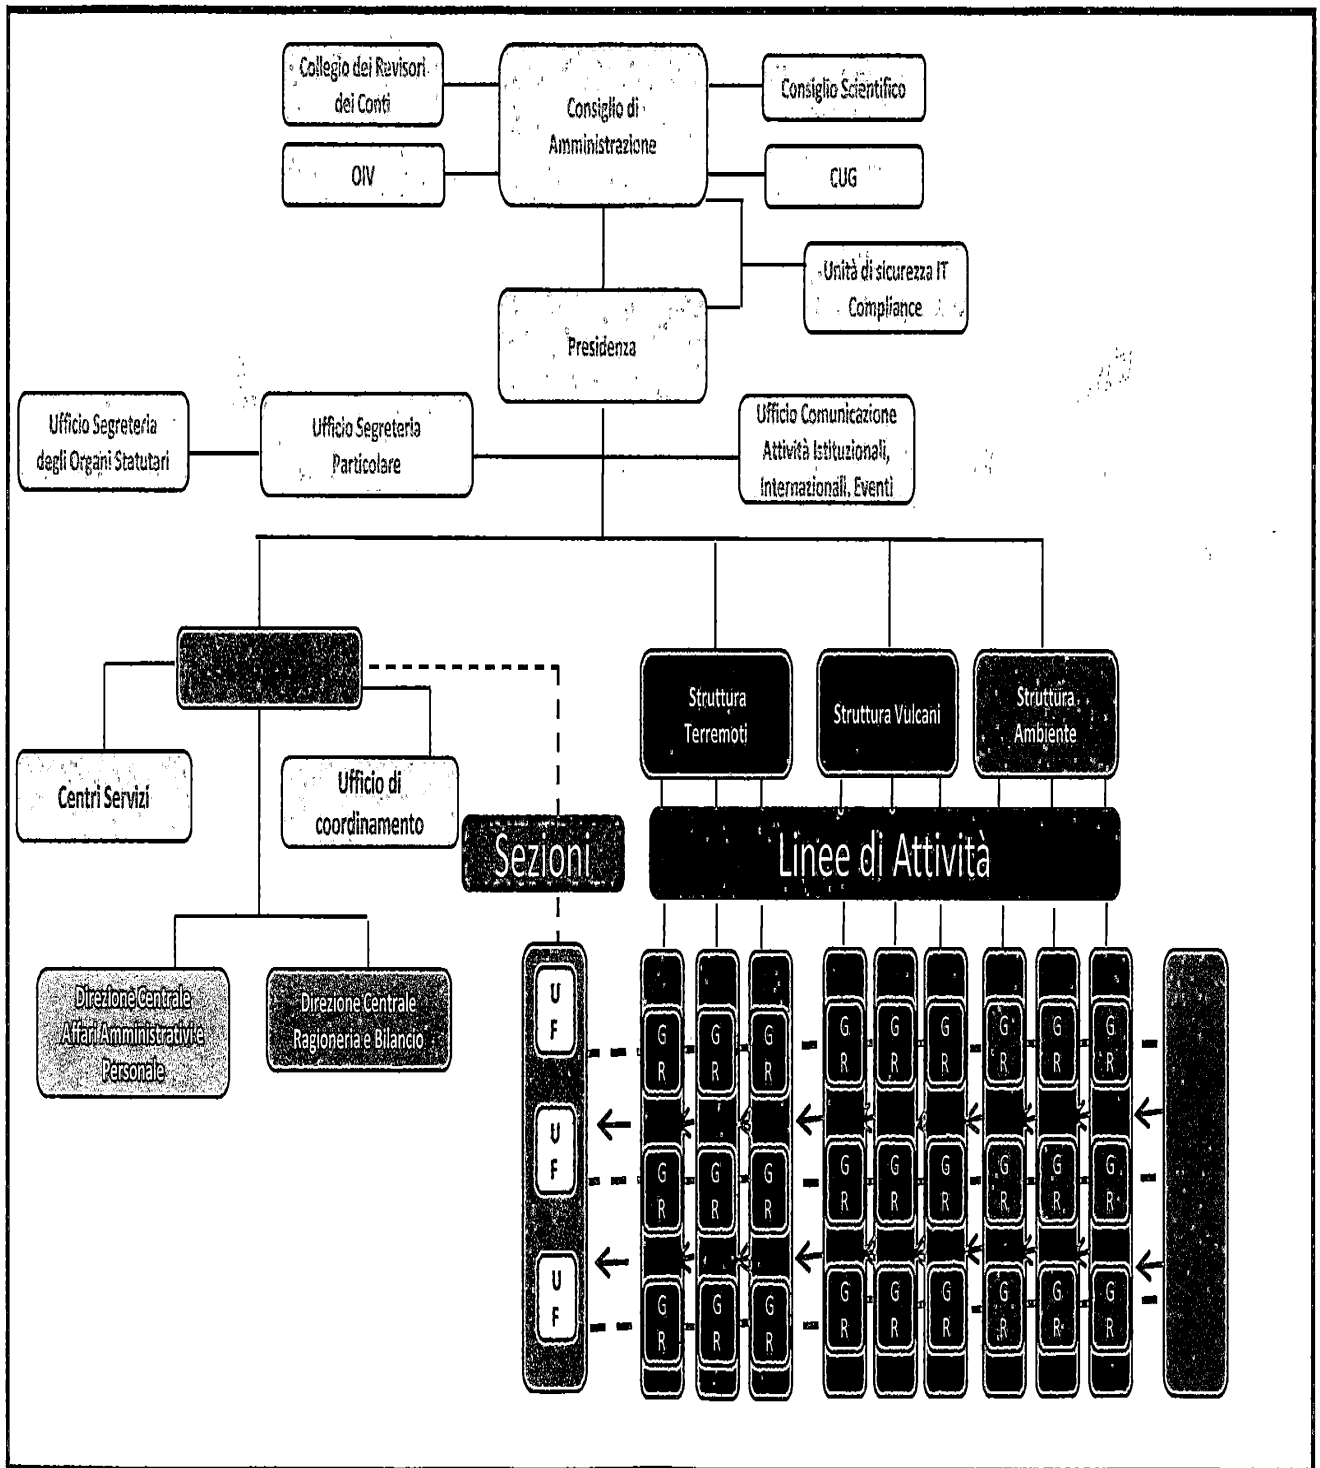 Collegio dei Revisori
dei Conti
Consiglio di
Amministrazione
Consiglio Scientifico
OIV
CUG
Unità di sicurezza IT
Compliance
Presidenza
Ufficio Segreteria
degli Organi Statutari
Ufficio Segreteria
Particolare
Ufficio Comunicazione
Attività Istituzionali,
Internazionali, Eventi
Struttura
Terremoti
Struttura Vulcani
Struttura
Ambiente
Centri Servizi
Ufficio di
coordinamento
Sezioni
Linee di Attività
Direzione Centrale
Affari Amministrativi e
Personale
Direzione Centrale
Ragioneria e Bilancio
U
F
G
R
G
R
G
R
G
R
G
R
G
R
G
R
G
R
G
R
U
F
G
R
G
R
G
R
G
R
G
R
G
R
G
R
G
R
G
R
U
F
G
R
G
R
G
R
G
R
G
R
G
R
G
R
G
R
G
R